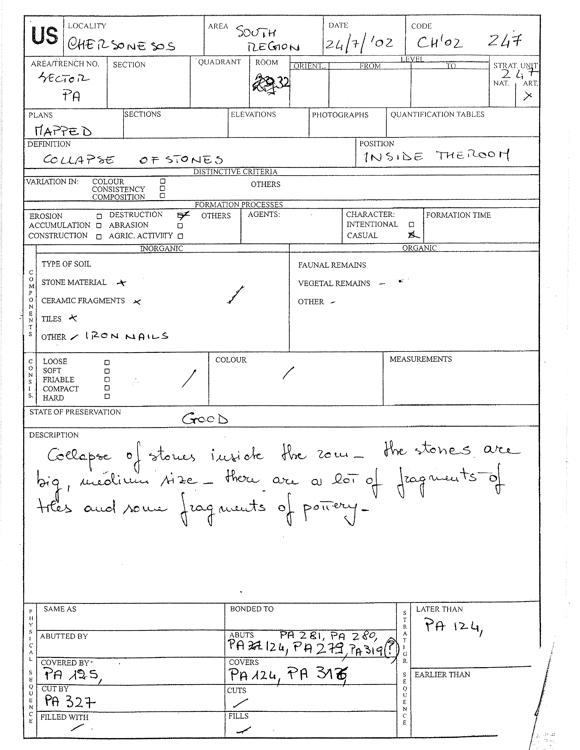 US LOCALITY AREA DATE CODE
CHERSONESOS SOUTH REGION 24/7/'02 CH'02 247
AREA/TRENCH NO. SECTION QUADRANT ROOM LEVEL STRAT. UNIT
ORIENT. FROM TO
SECTOR PA 32 247
NAT. ART.
x
PLANS SECTIONS ELEVATIONS PHOTOGRAPHS QUANTIFICATION TABLES
MAPPED
DEFINITION POSITION
COLLAPSE OF STONES INSIDE THE ROOM
DISTINCTIVE CRITERIA
VARIATION IN: COLOUR OTHERS
CONSISTENCY
COMPOSITION
FORMATION PROCESSES
EROSION DESTRUCTION OTHERS AGENTS: CHARACTER: FORMATION TIME
ACCUMULATION ABRASION INTENTIONAL
CONSTRUCTION AGRIC. ACTIVITY CASUAL
INORGANIC ORGANIC
COMPONENTS
TYPE OF SOIL
STONE MATERIAL x
CERAMIC FRAGMENTS x
TILES x
OTHER / IRON NAILS
FAUNAL REMAINS
VEGETAL REMAINS -
OTHER -
CONSIS.
LOOSE
SOFT
FRIABLE
COMPACT
HARD
COLOUR
MEASUREMENTS
STATE OF PRESERVATION
GOOD
DESCRIPTION
Collapse of stones inside the room - the stones are
big, medium size - there are a lot of fragments of
tiles and some fragments of pottery -
PHYSICAL SEQUENCE
SAME AS BONDED TO
ABUTTED BY ABUTS PA 281, PA 280,
124, PA 279, PA 319 (?)
COVERED BY COVERS
PA 195, PA 124, PA
CUT BY CUTS
PA 327
FILLED WITH FILLS
STRATIGR. SEQUENCE
LATER THAN
PA 124,
EARLIER THAN